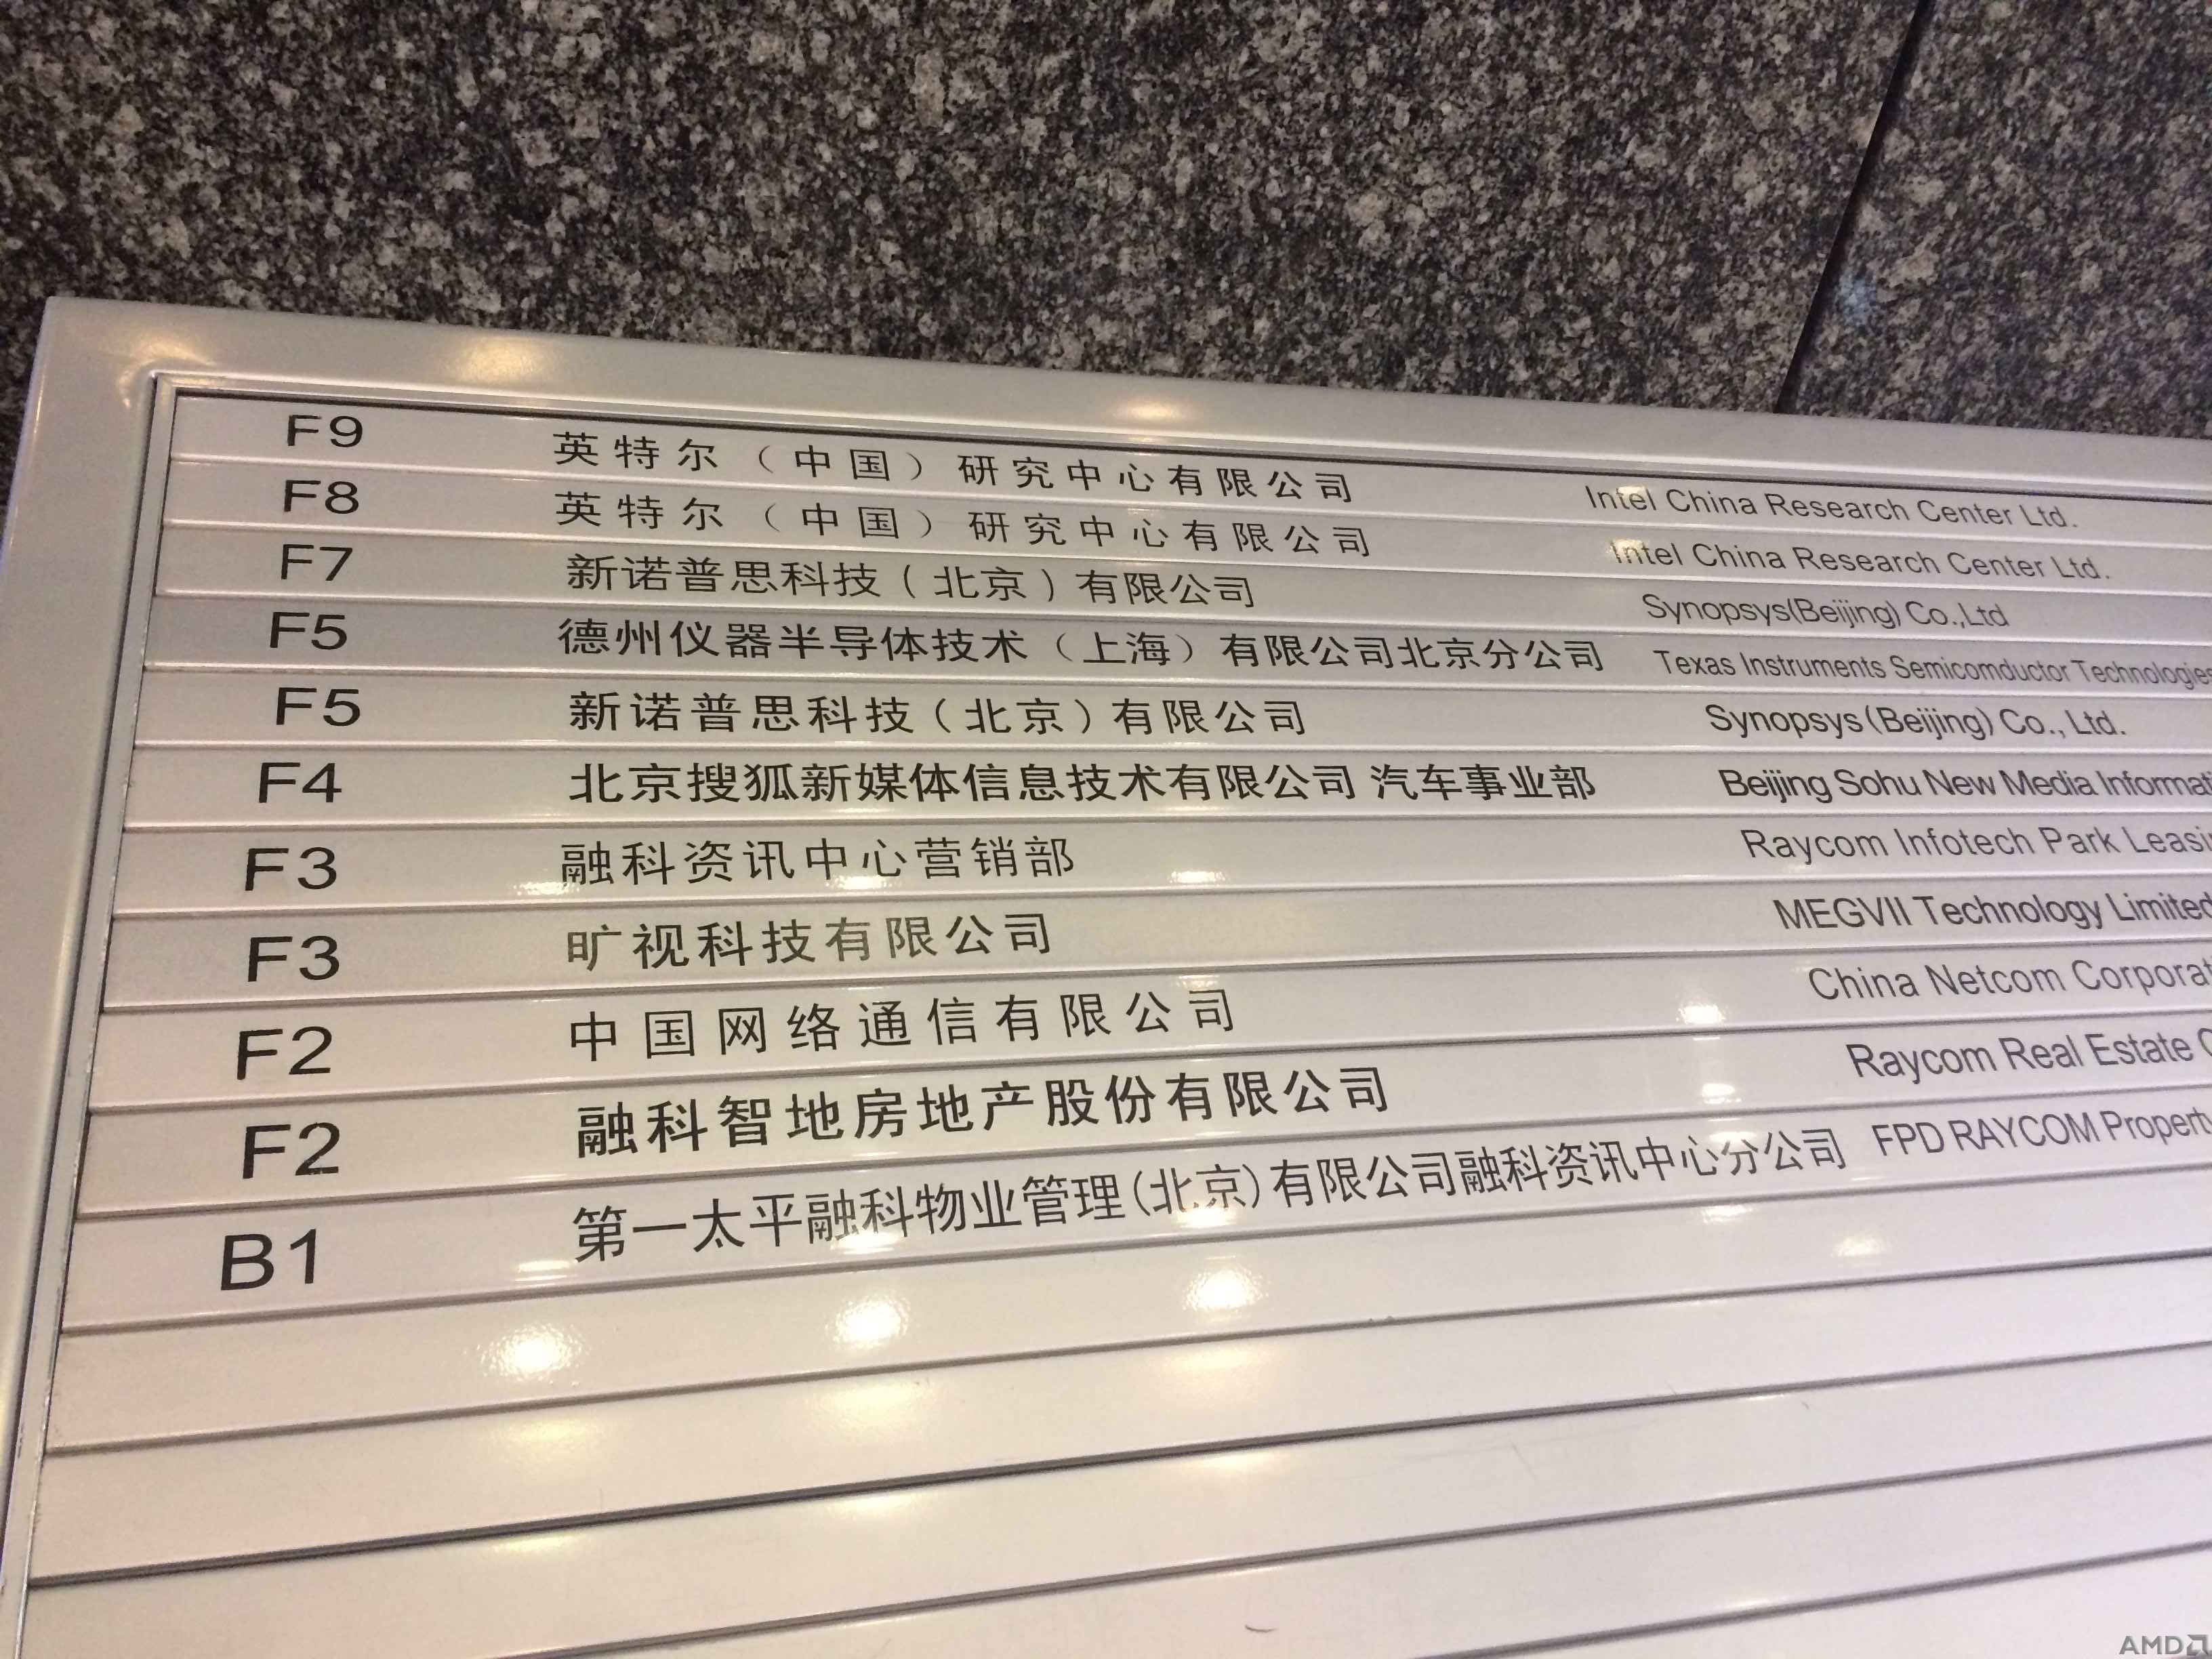 F9 英特尔（中国）研究中心有限公司 Intel China Research Center Ltd.
F8 英特尔（中国）研究中心有限公司 Intel China Research Center Ltd.
F7 新诺普思科技（北京）有限公司 Synopsys(Beijing) Co.,Ltd
F5 德州仪器半导体技术（上海）有限公司北京分公司 Texas Instruments Semicomductor Technologies
F5 新诺普思科技（北京）有限公司 Synopsys(Beijing) Co., Ltd.
F4 北京搜狐新媒体信息技术有限公司 汽车事业部 Beijing Sohu New Media
F3 融科资讯中心营销部 Raycom Infotech Park
F3 旷视科技有限公司 MEGVII Technology Limited
F2 中国网络通信有限公司 China Netcom
F2 融科智地房地产股份有限公司 Raycom Real Estate
B1 第一太平融科物业管理(北京)有限公司融科资讯中心分公司 FPD RAYCOM Property
AMD